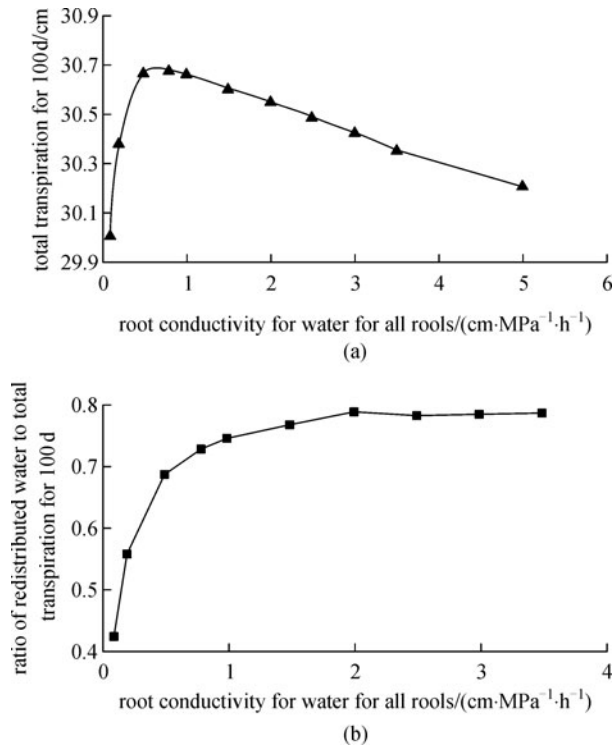 total transpiration for 100d/cm
30.9
30.7
30.5
30.3
30.1
29.9
0 1 2 3 4 5 6
root conductivity for water for all rools/(cm·MPa⁻¹·h⁻¹)
(a)
ratio of redistributed water to total
transpiration for 100 d
0.8
0.7
0.6
0.5
0.4
0 1 2 3 4
root conductivity for water for all rools/(cm·MPa⁻¹·h⁻¹)
(b)